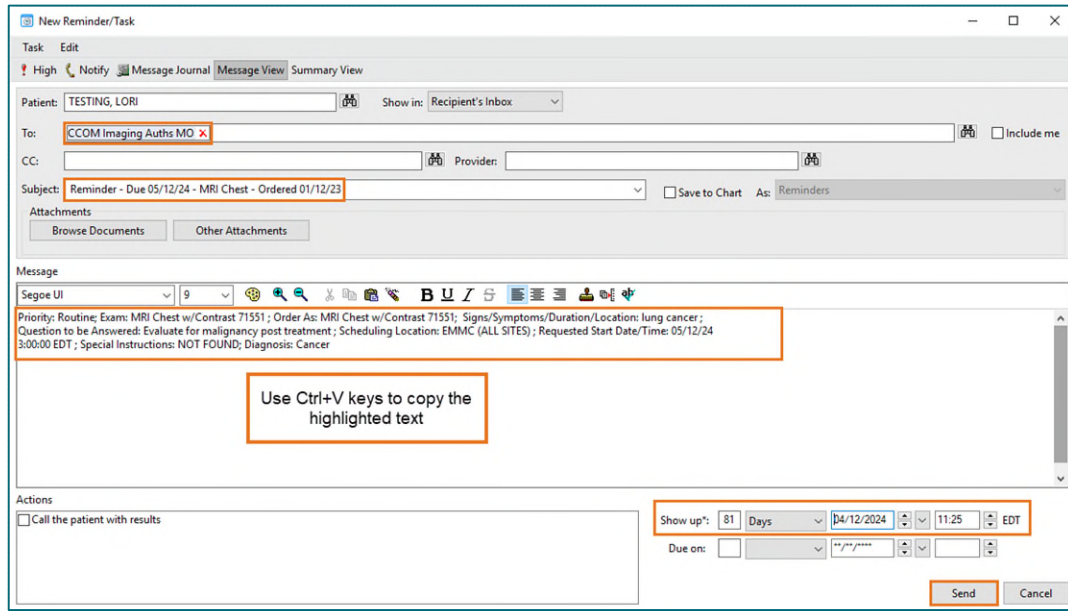 New Reminder/Task
Task Edit
High Notify Message Journal Message View Summary View
Patient: TESTING, LORI Show in: Recipient's Inbox
To: CCOM Imaging Auths MO Include me
CC: Provider:
Subject: Reminder - Due 05/12/24 - MRI Chest - Ordered 01/12/23 Save to Chart As: Reminders
Attachments
Browse Documents Other Attachments
Message
Segoe UI 9 B U I S
Priority: Routine; Exam: MRI Chest w/Contrast 71551 ; Order As: MRI Chest w/Contrast 71551; Signs/Symptoms/Duration/Location: lung cancer ;
Question to be Answered: Evaluate for malignancy post treatment ; Scheduling Location: EMMC (ALL SITES) ; Requested Start Date/Time: 05/12/24
3:00:00 EDT ; Special Instructions: NOT FOUND; Diagnosis: Cancer
Use Ctrl+V keys to copy the
highlighted text
Actions
Call the patient with results
Show up*: 81 Days 04/12/2024 11:25 EDT
Due on: **/**/****
Send Cancel